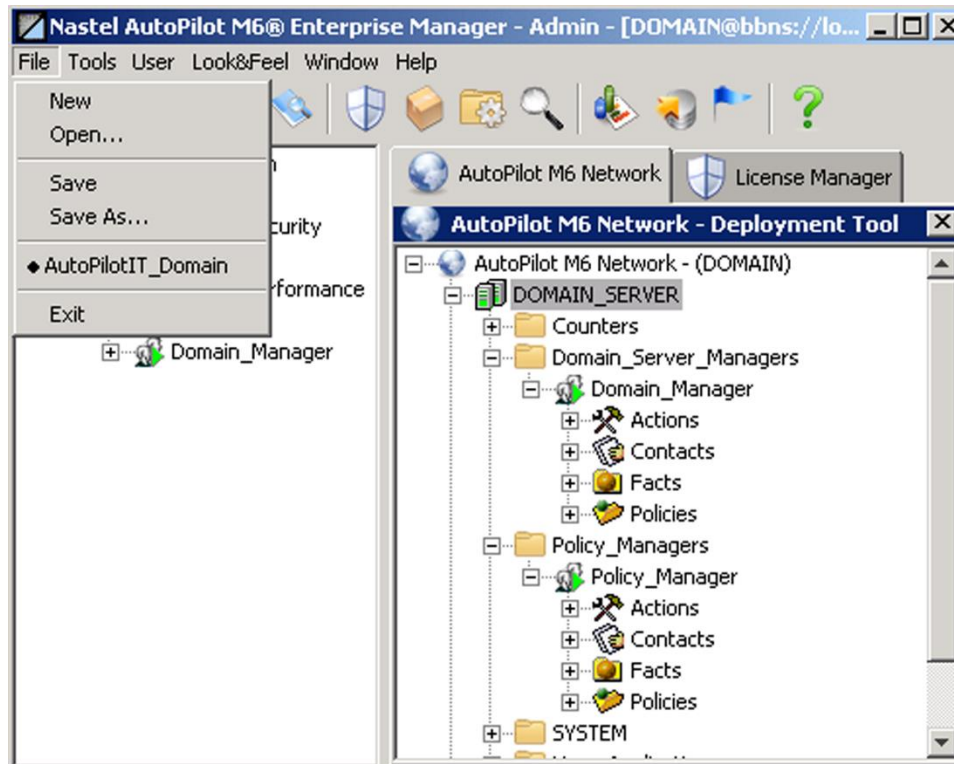 Nastel AutoPilot M6® Enterprise Manager - Admin - [DOMAIN@bbns://lo...
File Tools User Look&Feel Window Help
New
Open...
Save
Save As...
AutoPilotIT_Domain
Exit
curity
rformance
Domain_Manager
AutoPilot M6 Network
License Manager
AutoPilot M6 Network - Deployment Tool
AutoPilot M6 Network - (DOMAIN)
DOMAIN_SERVER
Counters
Domain_Server_Managers
Domain_Manager
Actions
Contacts
Facts
Policies
Policy_Managers
Policy_Manager
Actions
Contacts
Facts
Policies
SYSTEM